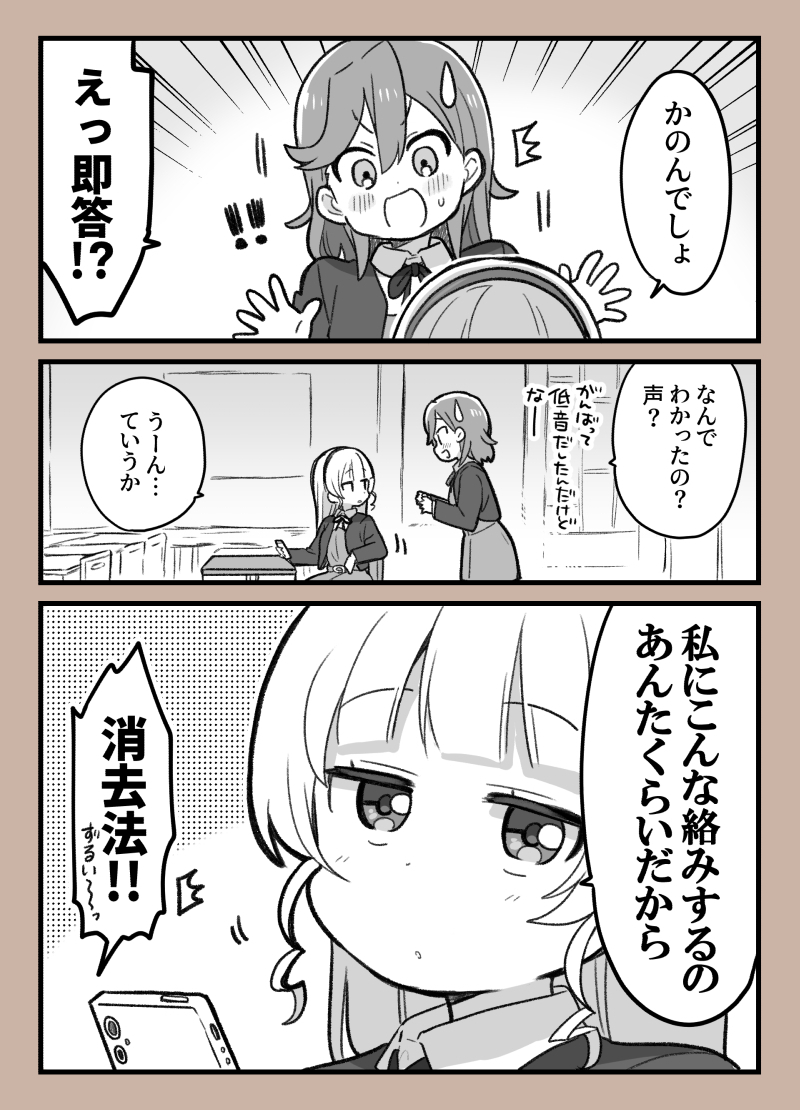 かのんでしょ
えっ即答!?
!!!
なんで
わかったの?
声?
がんばって
低音だしたんだけど
なー
うーん…
ていうか
私にこんな絡みするの
あんたくらいだから
消去法!!
ずるい〜〜っ